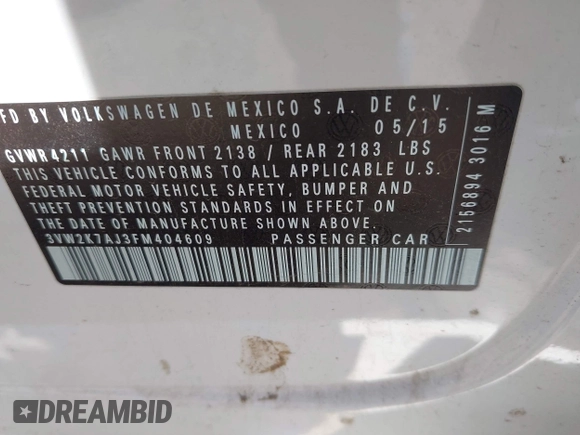 FD BY VOLKSWAGEN DE MEXICO S.A. DE C.V.
MEXICO 05/15
GVWR 4211 GAWR FRONT 2138 / REAR 2183 LBS
THIS VEHICLE CONFORMS TO ALL APPLICABLE U.S.
FEDERAL MOTOR VEHICLE SAFETY, BUMPER AND
THEFT PREVENTION STANDARDS IN EFFECT ON
THE DATE OF MANUFACTURE SHOWN ABOVE.
3VW2K7AJ3FM404609 PASSENGER CAR
2156894 3016 M
DREAMBID